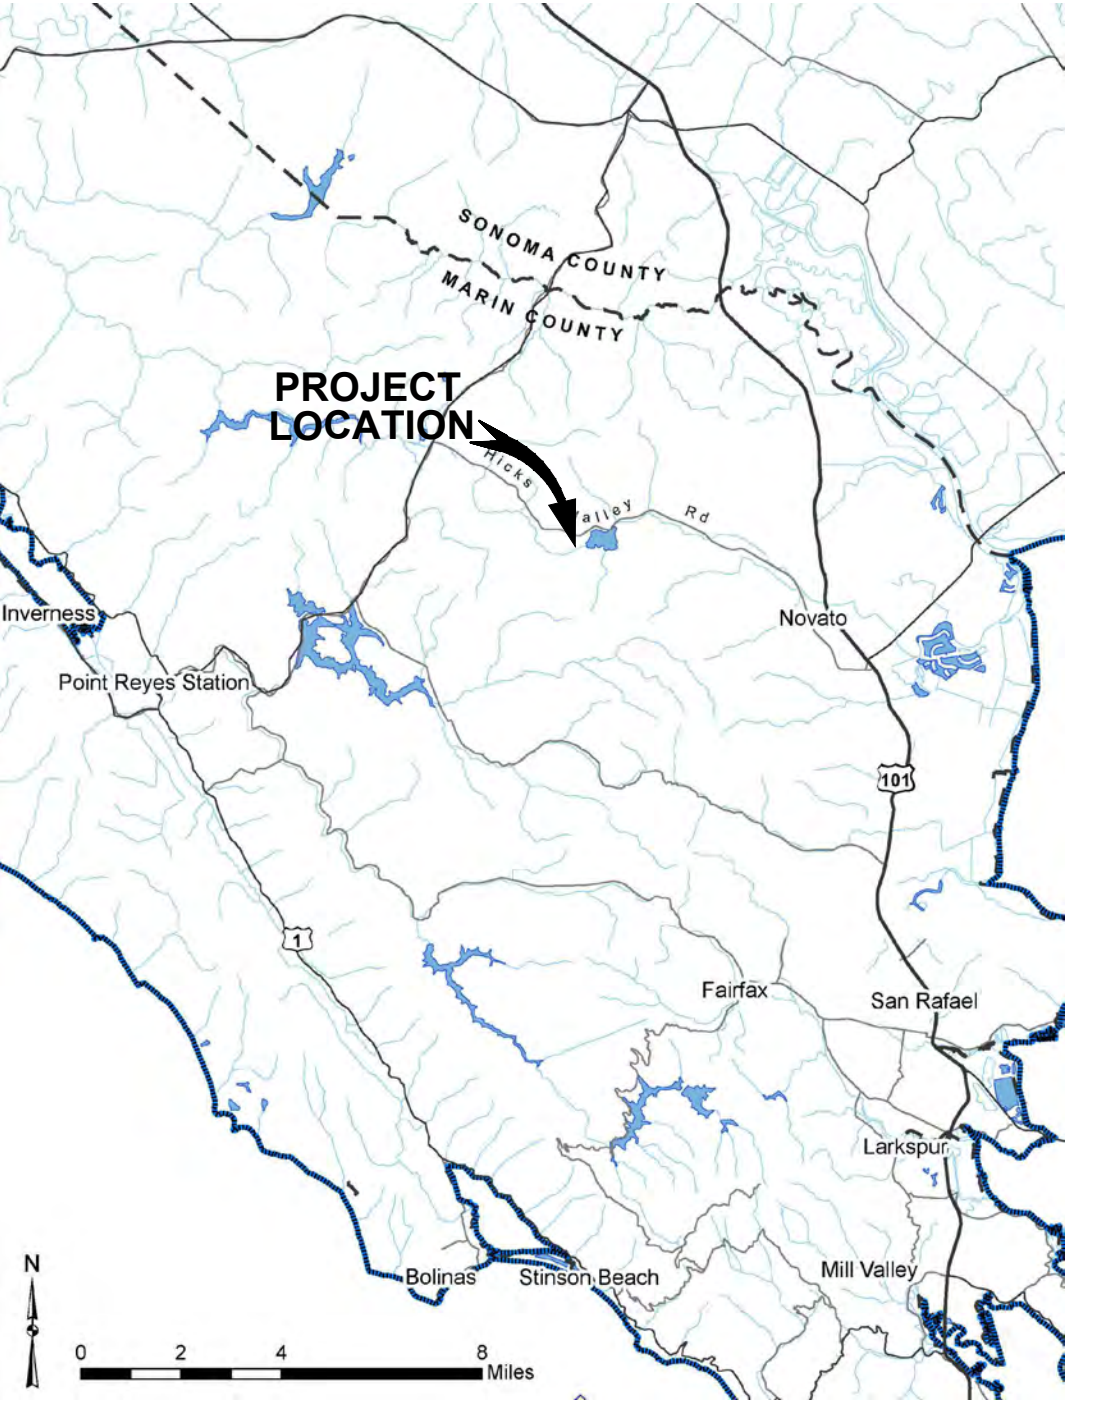 SONOMA COUNTY
MARIN COUNTY
PROJECT
LOCATION
Hicks Valley Rd
Inverness
Novato
Point Reyes Station
101
1
Fairfax
San Rafael
Larkspur
N
Bolinas
Stinson Beach
Mill Valley
0 2 4 8
Miles